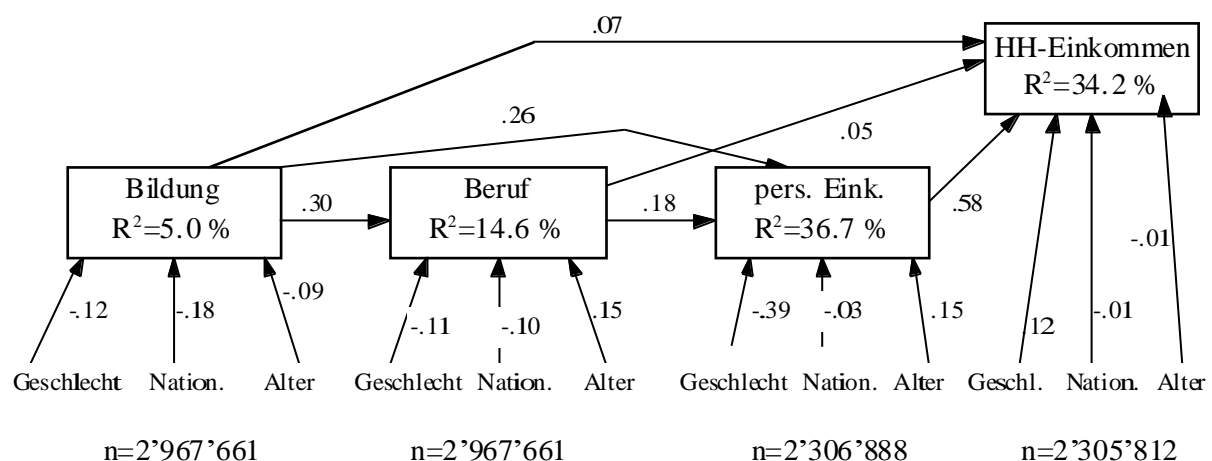 .07
HH-Einkommen
R²=34.2 %
.26
.05
Bildung
R²=5.0 %
.30
Beruf
R²=14.6 %
.18
pers. Eink.
R²=36.7 %
.58
-.12
-.18
-.09
-.11
-.10
.15
-.39
-.03
.15
.12
-.01
-.01
Geschlecht Nation. Alter
Geschlecht Nation. Alter
Geschlecht Nation. Alter
Geschl. Nation. Alter
n=2’967’661
n=2’967’661
n=2’306’888
n=2’305’812